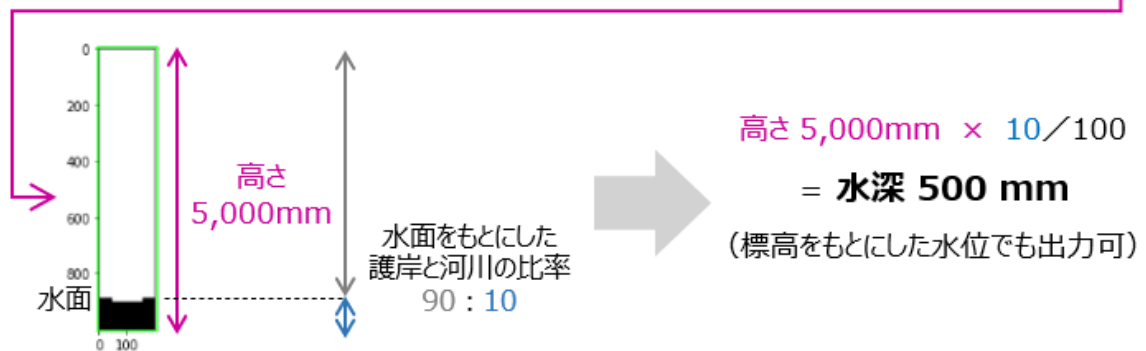 0
200
400
600
800
水面
0 100
高さ
5,000mm
水面をもとにした
護岸と河川の比率
90：10
高さ 5,000mm × 10／100
= 水深 500 mm
（標高をもとにした水位でも出力可）